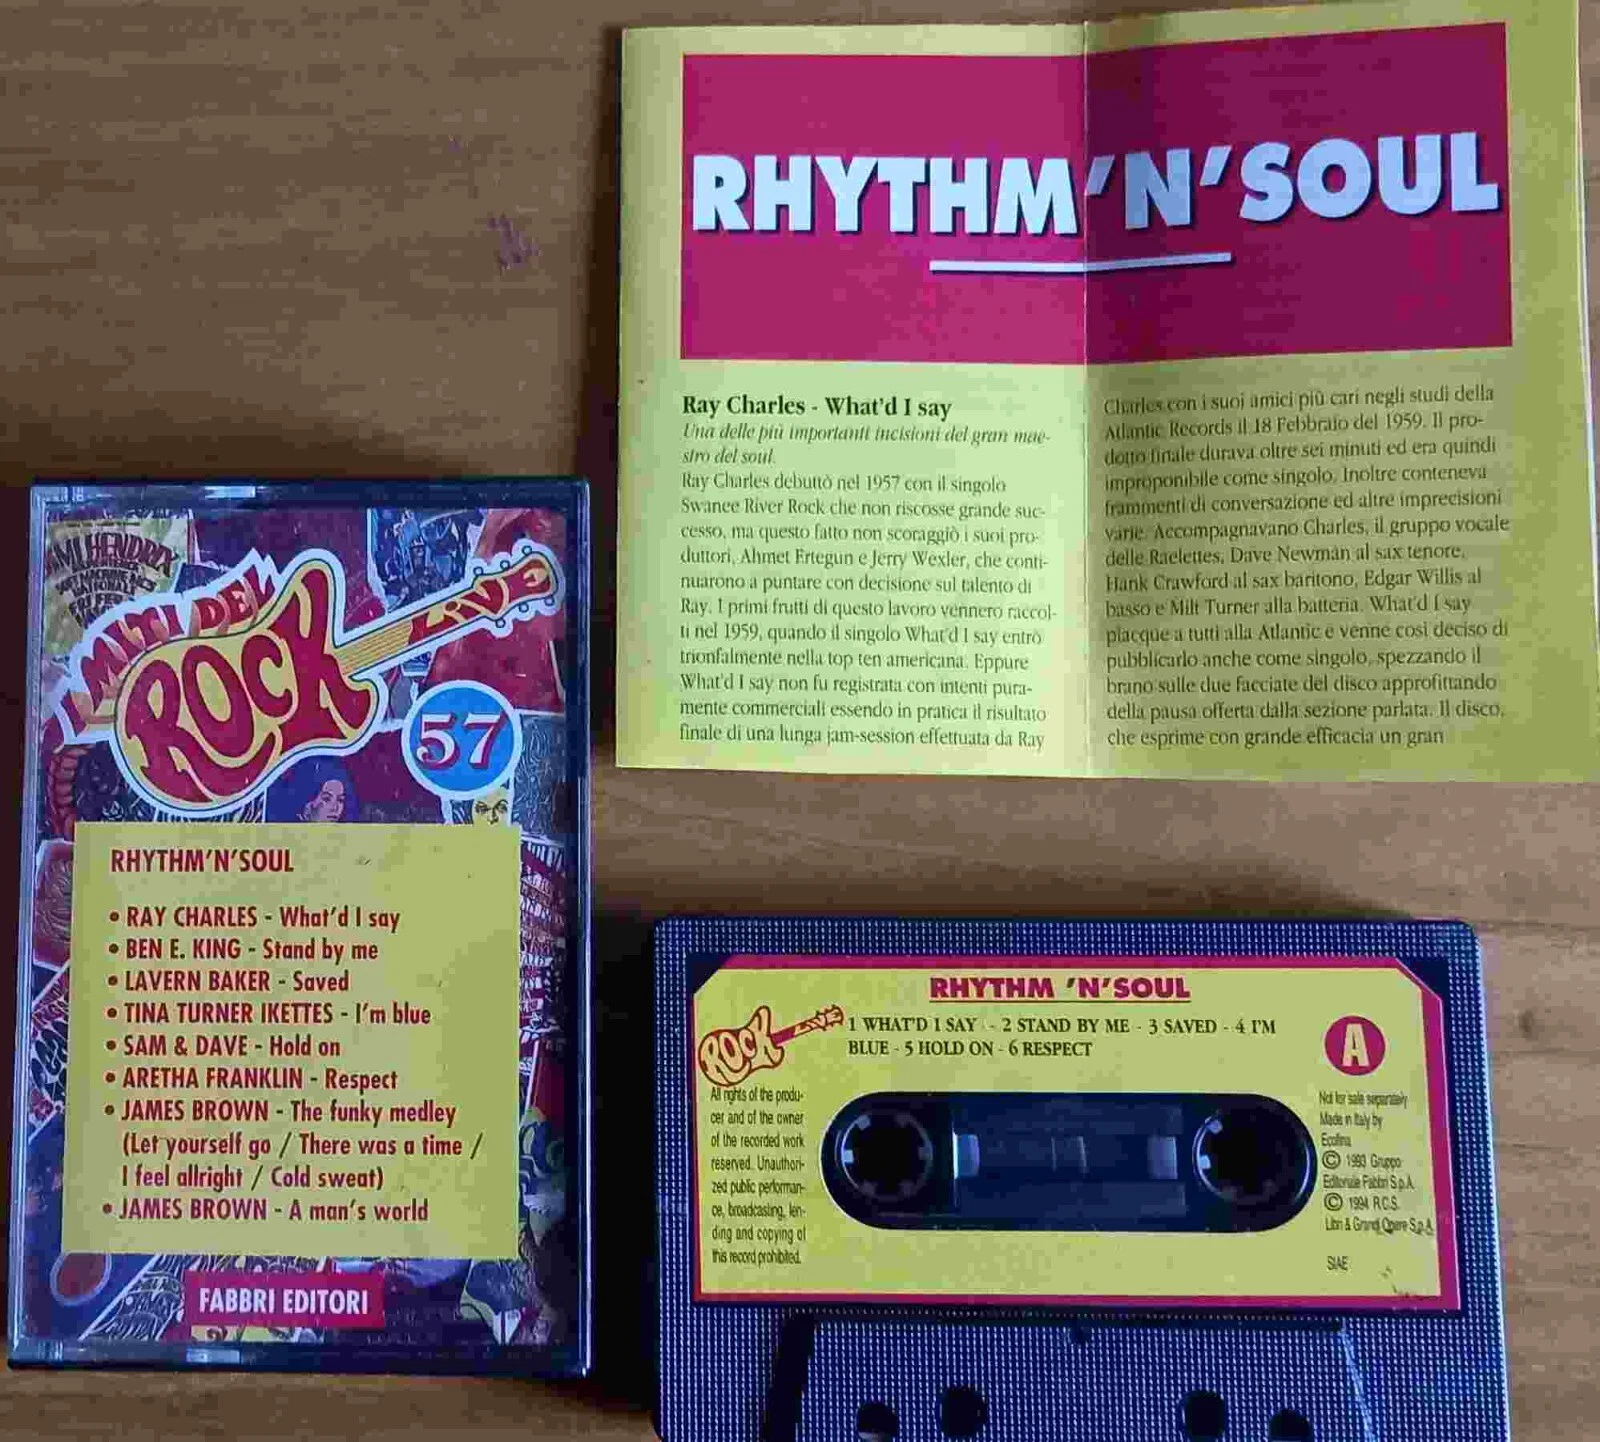 RHYTHM'N'SOUL
Ray Charles - What'd I say
Una delle più importanti incisioni del gran mae-
stro del soul.
Ray Charles debuttò nel 1957 con il singolo
Swanee River Rock che non riscosse grande suc-
cesso, ma questo fatto non scoraggiò i suoi pro-
duttori, Ahmet Ertegun e Jerry Wexler, che conti-
nuarono a puntare con decisione sul talento di
Ray. I primi frutti di questo lavoro vennero raccol-
ti nel 1959, quando il singolo What'd I say entrò
trionfalmente nella top ten americana. Eppure
What'd I say non fu registrata con intenti pura-
mente commerciali essendo in pratica il risultato
finale di una lunga jam-session effettuata da Ray
Charles con i suoi amici più cari negli studi della
Atlantic Records il 18 Febbraio del 1959. Il pro-
dotto finale durava oltre sei minuti ed era quindi
improponibile come singolo. Inoltre conteneva
frammenti di conversazione ed altre imprecisioni
varie. Accompagnavano Charles, il gruppo vocale
delle Raelettes, Dave Newman al sax tenore,
Hank Crawford al sax baritono, Edgar Willis al
basso e Milt Turner alla batteria. What'd I say
placque a tutti alla Atlantic e venne così deciso di
pubblicarlo anche come singolo, spezzando il
brano sulle due facciate del disco approfittando
della pausa offerta dalla sezione parlata. Il disco,
che esprime con grande efficacia un gran
JIMI HENDRIX
I MITI DEL
ROCK
LIVE
57
RHYTHM'N'SOUL
• RAY CHARLES - What'd I say
• BEN E. KING - Stand by me
• LAVERN BAKER - Saved
• TINA TURNER IKETTES - I'm blue
• SAM & DAVE - Hold on
• ARETHA FRANKLIN - Respect
• JAMES BROWN - The funky medley
(Let yourself go / There was a time /
I feel allright / Cold sweat)
• JAMES BROWN - A man's world
FABBRI EDITORI
RHYTHM 'N'SOUL
ROCK
1 WHAT'D I SAY - 2 STAND BY ME - 3 SAVED - 4 I'M
BLUE - 5 HOLD ON - 6 RESPECT
A
All rights of the produ-
cer and of the owner
of the recorded work
reserved. Unauthori-
zed public performan-
ce, broadcasting, len-
ding and copying of
this record prohibited.
Not for sale separately
Made in Italy by
Ecofina
© 1993 Gruppo
Editoriale Fabbri S.p.A.
© 1994 R.C.S.
Libri & Grandi Opere S.p.A.
SIAE